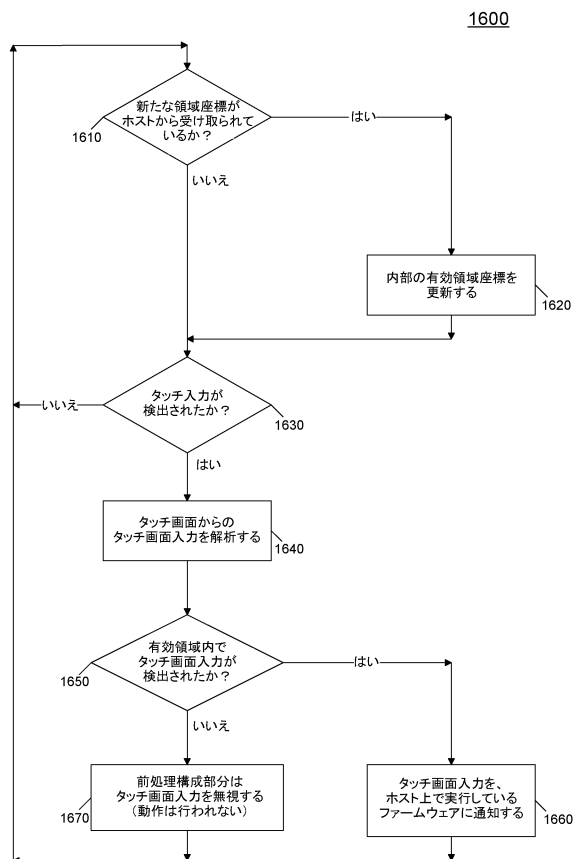 1600
新たな領域座標が
ホストから受け取られて
いるか？
1610
はい
いいえ
内部の有効領域座標を
更新する
1620
タッチ入力が
検出されたか？
いいえ
1630
はい
タッチ画面からの
タッチ画面入力を解析する
1640
有効領域内で
タッチ画面入力が
検出されたか？
1650
はい
いいえ
前処理構成部分は
タッチ画面入力を無視する
（動作は行われない）
1670
タッチ画面入力を、
ホスト上で実行している
ファームウェアに通知する
1660